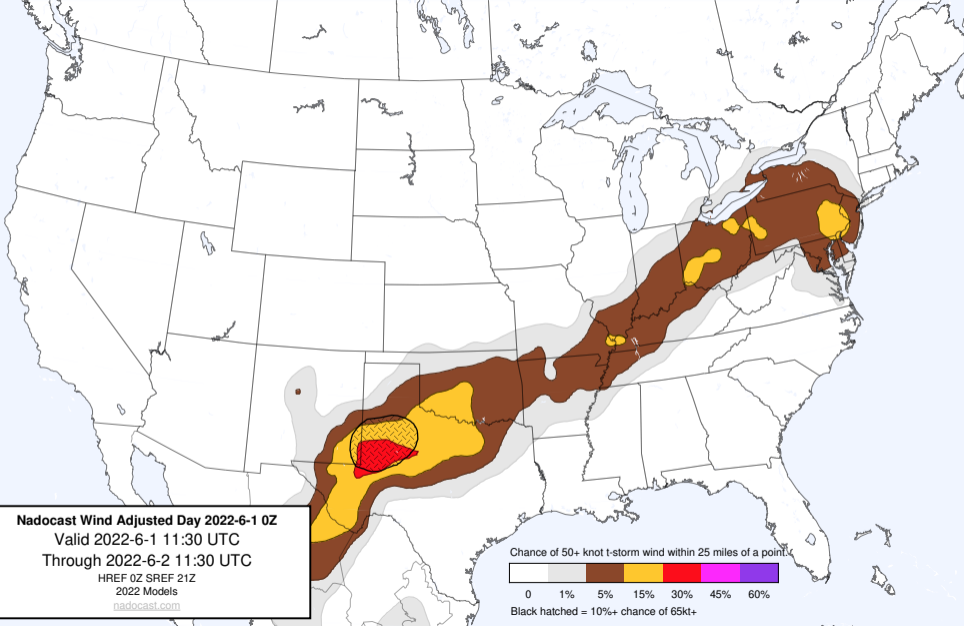 Nadocast Wind Adjusted Day 2022-6-1 0Z
Valid 2022-6-1 11:30 UTC
Through 2022-6-2 11:30 UTC
HREF 0Z SREF 21Z
2022 Models
nadocast.com
Chance of 50+ knot t-storm wind within 25 miles of a point.
0 1% 5% 15% 30% 45% 60%
Black hatched = 10%+ chance of 65kt+